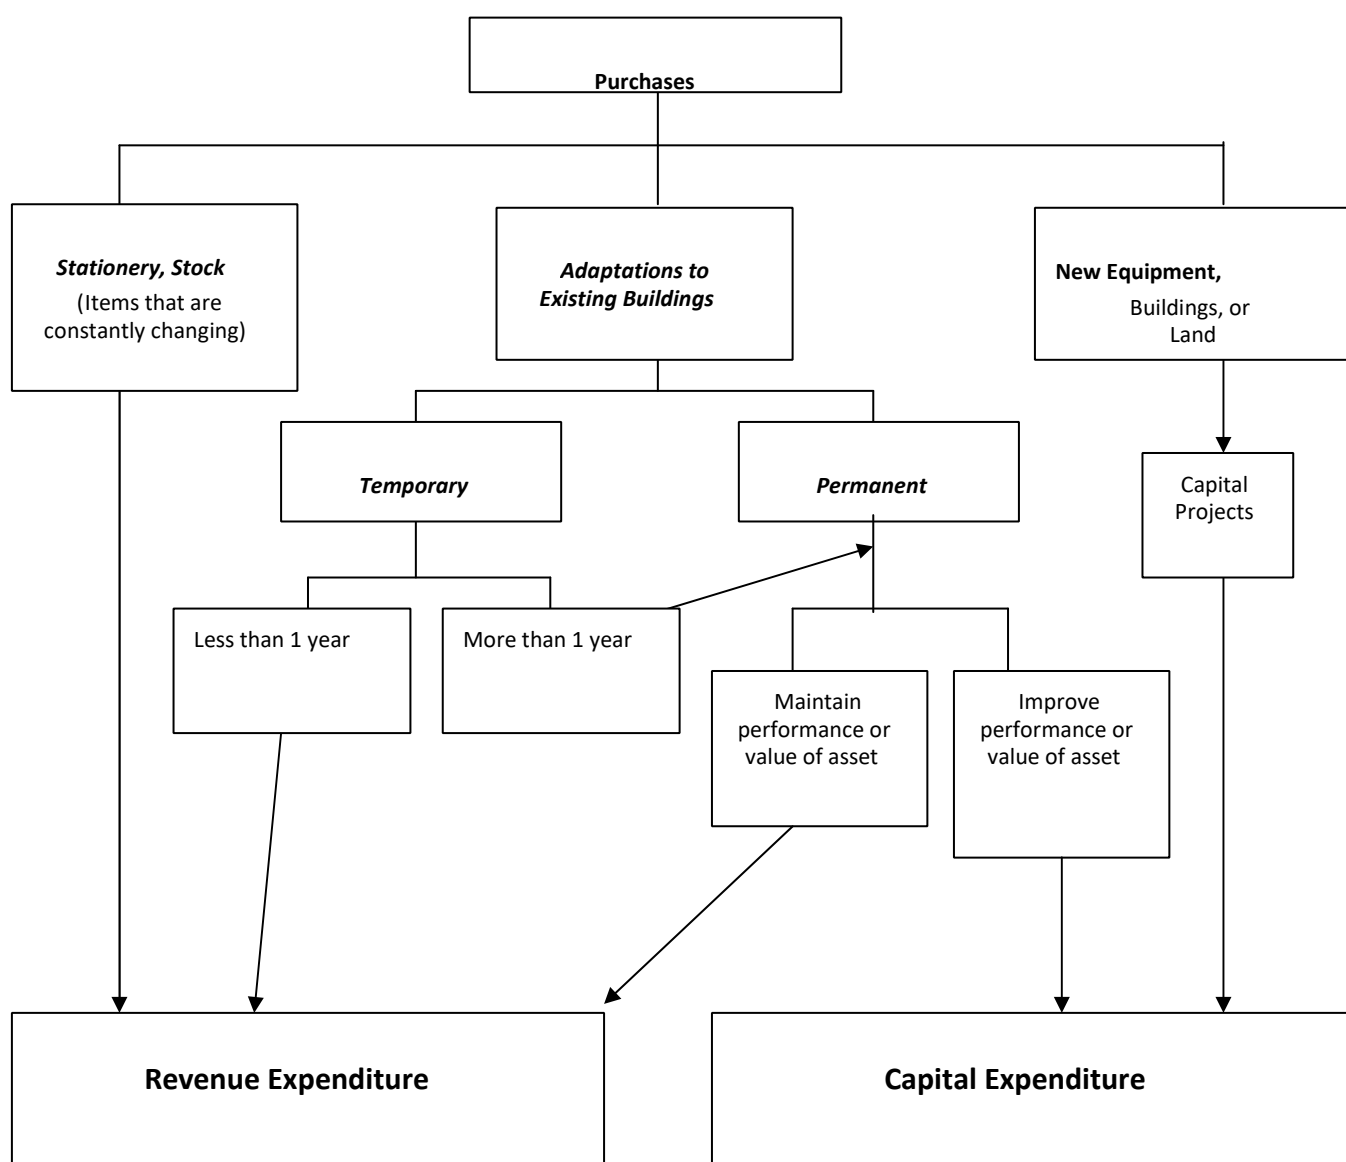 Purchases
Stationery, Stock
(Items that are
constantly changing)
Adaptations to
Existing Buildings
New Equipment,
Buildings, or
Land
Temporary
Permanent
Capital
Projects
Less than 1 year
More than 1 year
Maintain
performance or
value of asset
Improve
performance or
value of asset
Revenue Expenditure
Capital Expenditure